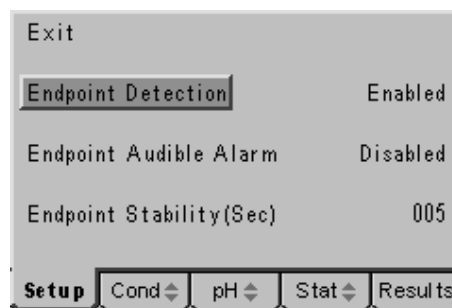 Exit
Endpoint Detection Enabled
Endpoint Audible Alarm Disabled
Endpoint Stability(Sec) 005
Setup Cond pH Stat Results